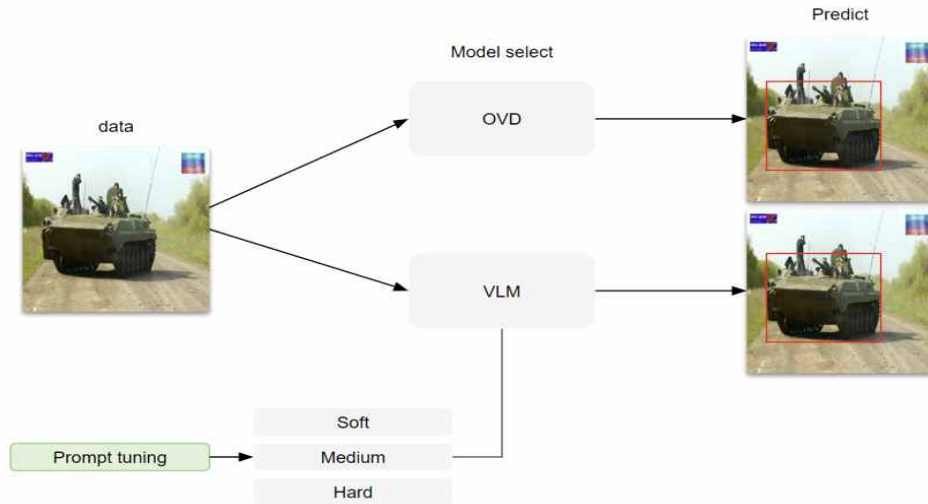 Predict
Model select
OVD
data
VLM
Soft
Prompt tuning
Medium
Hard